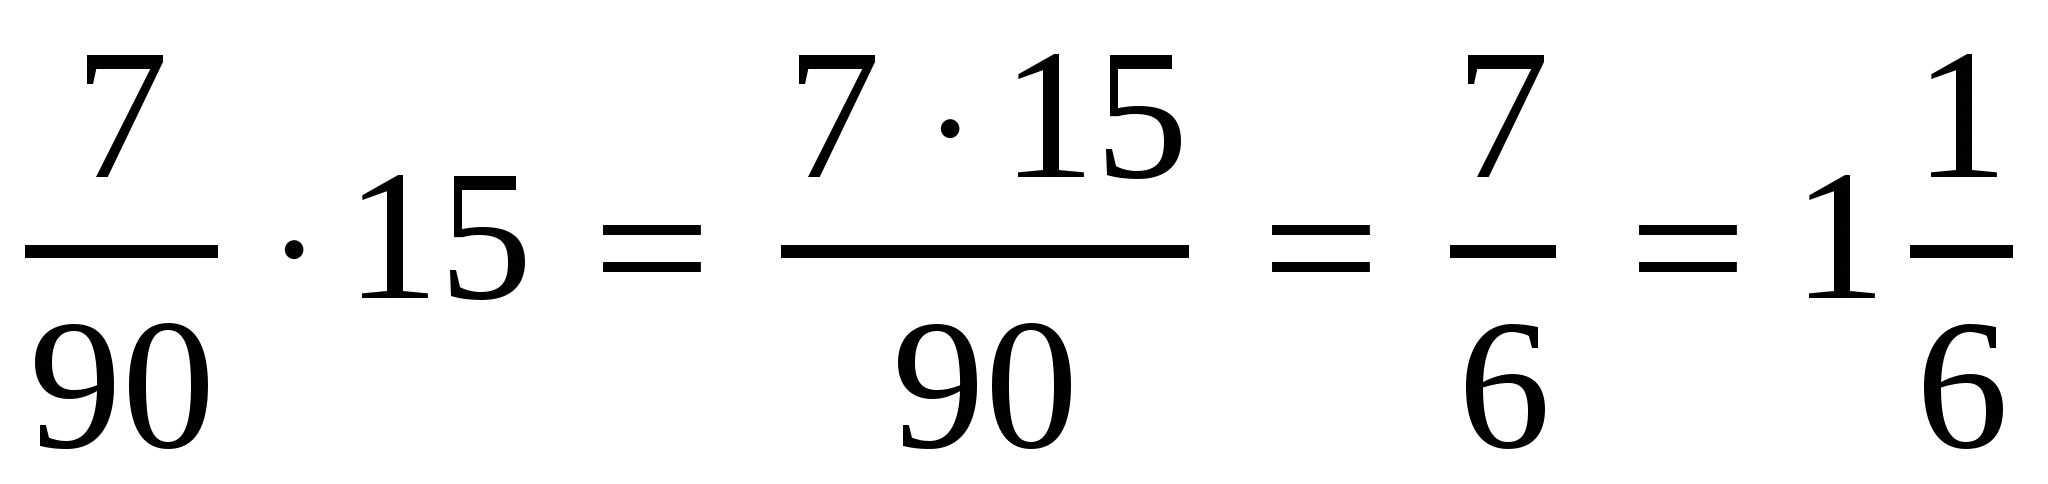 7/90 · 15 = 7 · 15/90 = 7/6 = 1 1/6